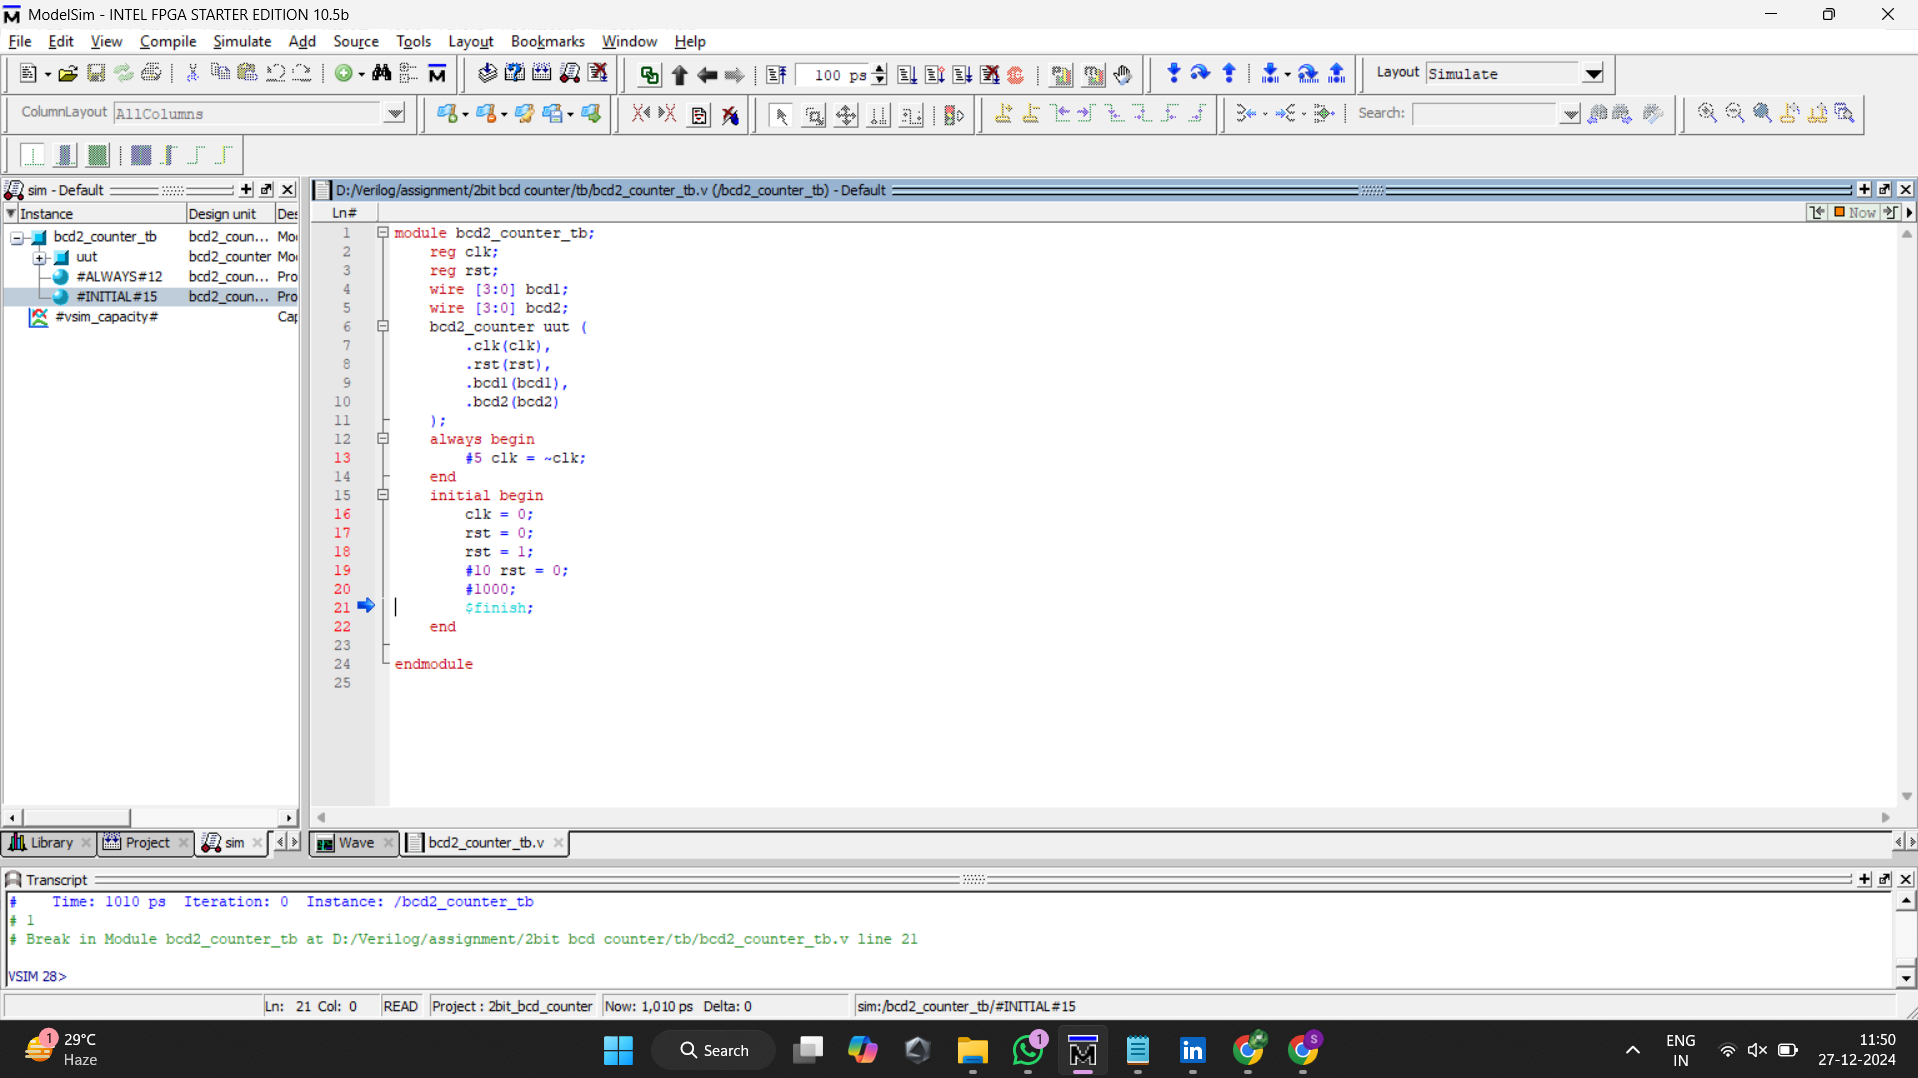 ModelSim - INTEL FPGA STARTER EDITION 10.5b
File Edit View Compile Simulate Add Source Tools Layout Bookmarks Window Help
100 ps
Layout Simulate
ColumnLayout AllColumns
Search:
sim - Default
D:/Verilog/assignment/2bit bcd counter/tb/bcd2_counter_tb.v (/bcd2_counter_tb) - Default
Instance Design unit Des
Ln#
Now
bcd2_counter_tb bcd2_coun... Mo
uut bcd2_counter Mo
#ALWAYS#12 bcd2_coun... Pro
#INITIAL#15 bcd2_coun... Pro
#vsim_capacity# Cap
1 module bcd2_counter_tb;
2 reg clk;
3 reg rst;
4 wire [3:0] bcd1;
5 wire [3:0] bcd2;
6 bcd2_counter uut (
7 .clk(clk),
8 .rst(rst),
9 .bcd1(bcd1),
10 .bcd2(bcd2)
11 );
12 always begin
13 #5 clk = ~clk;
14 end
15 initial begin
16 clk = 0;
17 rst = 0;
18 rst = 1;
19 #10 rst = 0;
20 #1000;
21 $finish;
22 end
23
24 endmodule
25
Library Project sim
Wave bcd2_counter_tb.v
Transcript
# Time: 1010 ps Iteration: 0 Instance: /bcd2_counter_tb
# 1
# Break in Module bcd2_counter_tb at D:/Verilog/assignment/2bit bcd counter/tb/bcd2_counter_tb.v line 21
VSIM 28>
Ln: 21 Col: 0 READ Project : 2bit_bcd_counter Now: 1,010 ps Delta: 0 sim:/bcd2_counter_tb/#INITIAL#15
1
29°C
Haze
Search
1
S
ENG
IN
11:50
27-12-2024